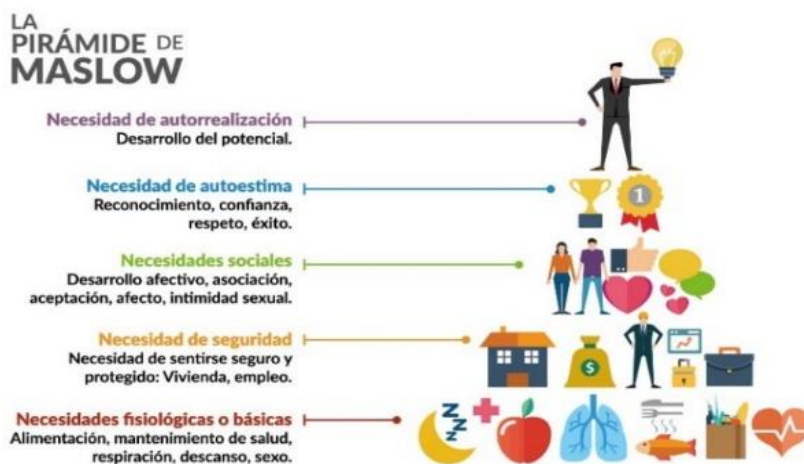 LA
PIRÁMIDE DE
MASLOW
Necesidad de autorrealización
Desarrollo del potencial.
Necesidad de autoestima
Reconocimiento, confianza,
respeto, éxito.
1
Necesidades sociales
Desarrollo afectivo, asociación,
aceptación, afecto, intimidad sexual.
Necesidad de seguridad
Necesidad de sentirse seguro y
protegido: Vivienda, empleo.
$
Necesidades fisiológicas o básicas
Alimentación, mantenimiento de salud,
respiración, descanso, sexo.
ZZZ